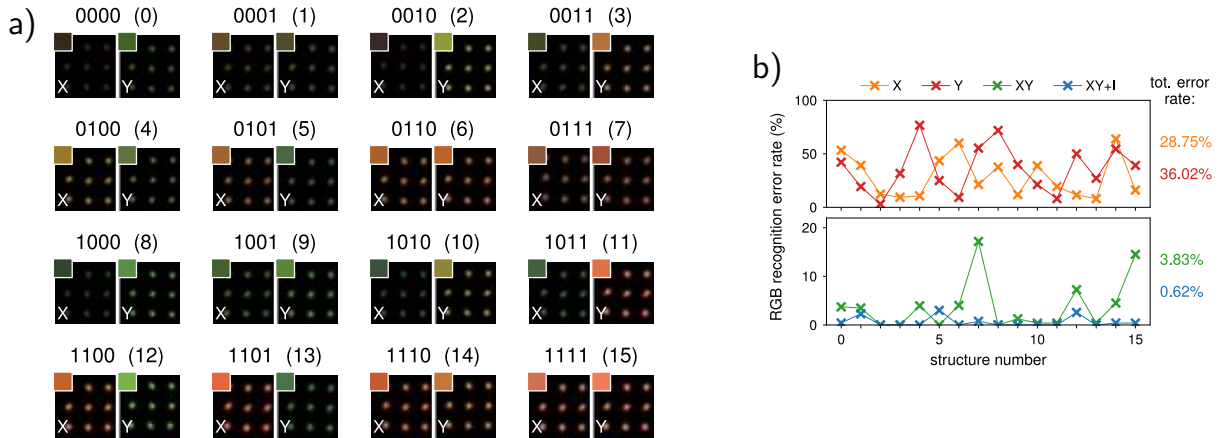 a)
0000 (0)
0001 (1)
0010 (2)
0011 (3)
X Y X Y X Y X Y
0100 (4)
0101 (5)
0110 (6)
0111 (7)
X Y X Y X Y X Y
1000 (8)
1001 (9)
1010 (10)
1011 (11)
X Y X Y X Y X Y
1100 (12)
1101 (13)
1110 (14)
1111 (15)
X Y X Y X Y X Y
b)
X Y XY XY+I
tot. error
rate:
RGB recognition error rate (%)
100
50
0
28.75%
36.02%
20
10
0
3.83%
0.62%
0 5 10 15
structure number